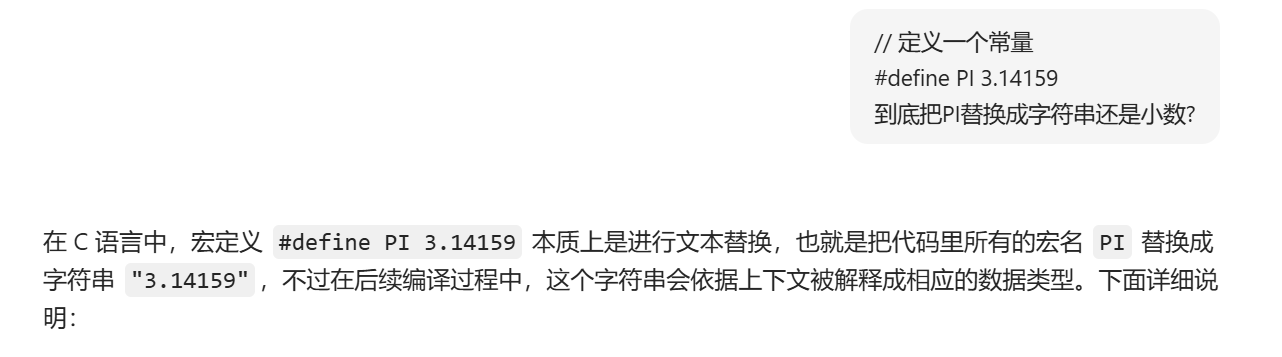 // 定义一个常量
#define PI 3.14159
到底把PI替换成字符串还是小数?
在 C 语言中，宏定义 #define PI 3.14159 本质上是进行文本替换，也就是把代码里所有的宏名 PI 替换成
字符串 "3.14159"，不过在后续编译过程中，这个字符串会依据上下文被解释成相应的数据类型。下面详细说
明：